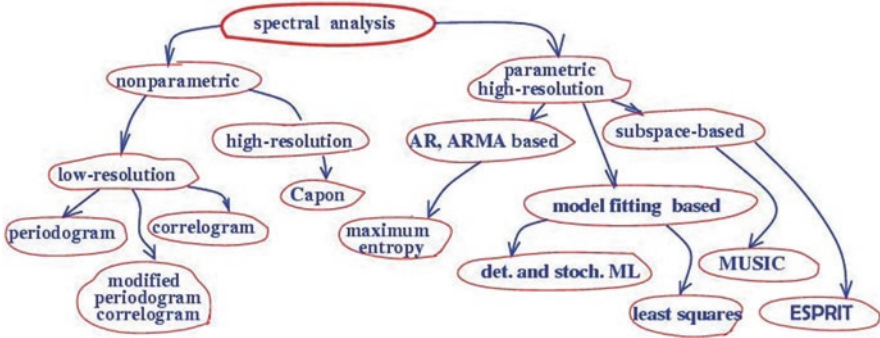 spectral analysis
nonparametric
parametric
high-resolution
high-resolution
AR, ARMA based
subspace-based
low-resolution
Capon
model fitting based
periodogram
correlogram
maximum
entropy
modified
periodogram
correlogram
det. and stoch. ML
MUSIC
least squares
ESPRIT